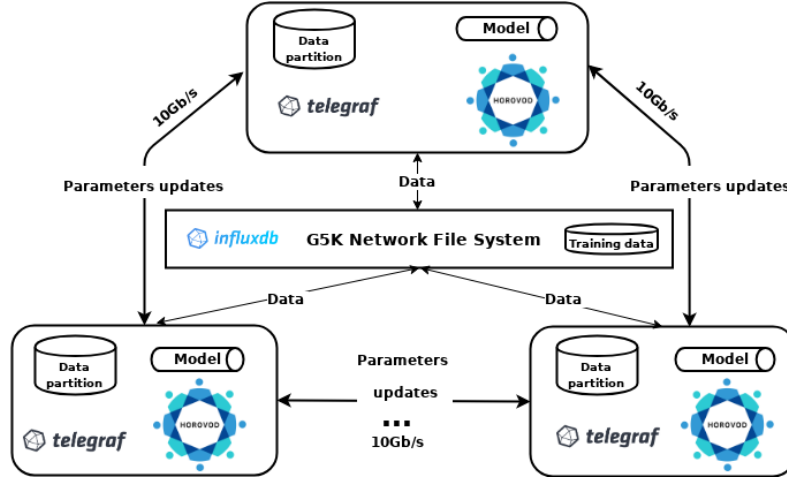 Data
partition
Model
HOROVOD
telegraf
10Gb/s
10Gb/s
Parameters updates
Parameters updates
Data
influxdb
G5K Network File System
Training data
Data
Data
Data
partition
Model
HOROVOD
telegraf
Parameters
updates
...
10Gb/s
Data
partition
Model
HOROVOD
telegraf